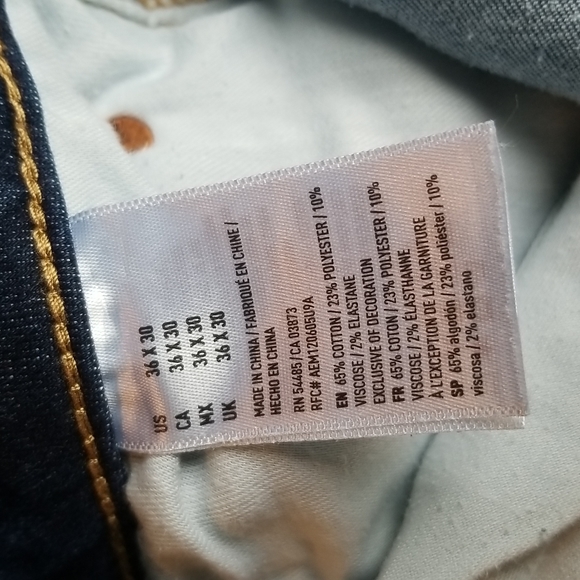 US 36 X 30
CA 36 X 30
MX 36 X 30
UK 36 X 30
MADE IN CHINA / FABRIQUÉ EN CHINE /
HECHO EN CHINA
RN 54485 / CA 03873
RFC# AEM120605U9A
EN 65% COTTON / 23% POLYESTER / 10%
VISCOSE / 2% ELASTANE
EXCLUSIVE OF DECORATION
FR 65% COTON / 23% POLYESTER / 10%
VISCOSE / 2% ÉLASTHANNE
À L'EXCEPTION DE LA GARNITURE
SP 65% algodón / 23% poliéster / 10%
viscosa / 2% elastano